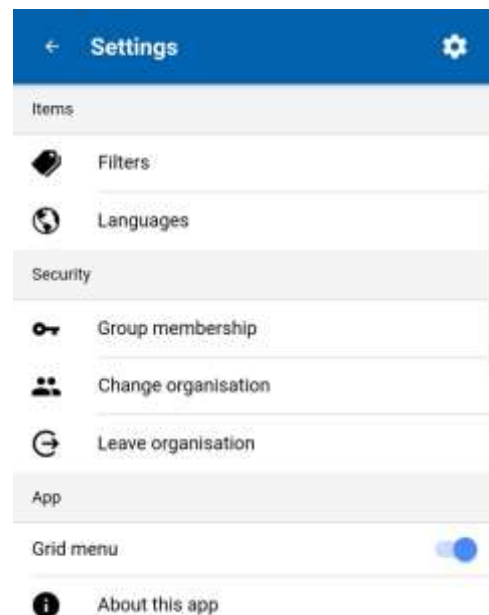 Settings
Items
Filters
Languages
Security
Group membership
Change organisation
Leave organisation
App
Grid menu
About this app